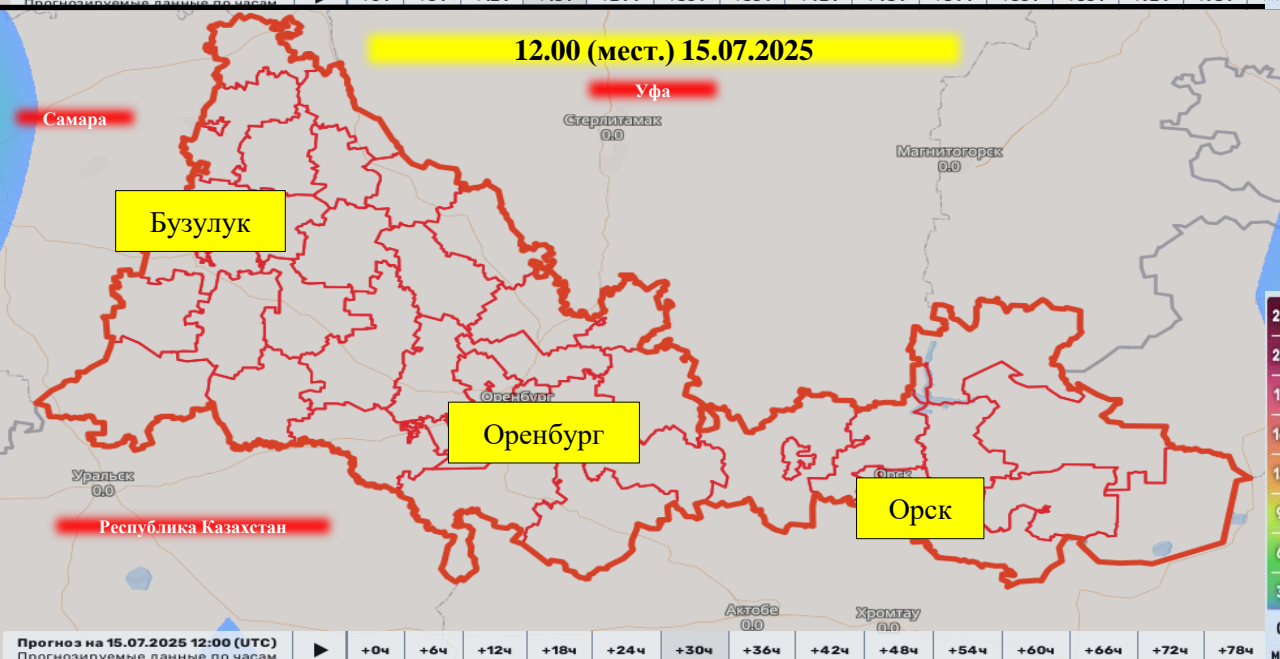 Прогнозируемые данные по часам
12.00 (мест.) 15.07.2025
Уфа
Самара
Стерлитамак
0.0
Магнитогорск
0.0
Бузулук
Оренбург
Оренбург
Уральск
0.0
Орск
Орск
Республика Казахстан
Актобе
0.0
Хромтау
0.0
Прогноз на 15.07.2025 12:00 (UTC)
Прогнозируемые данные по часам
+0ч +6ч +12ч +18ч +24ч +30ч +36ч +42ч +48ч +54ч +60ч +66ч +72ч +78ч